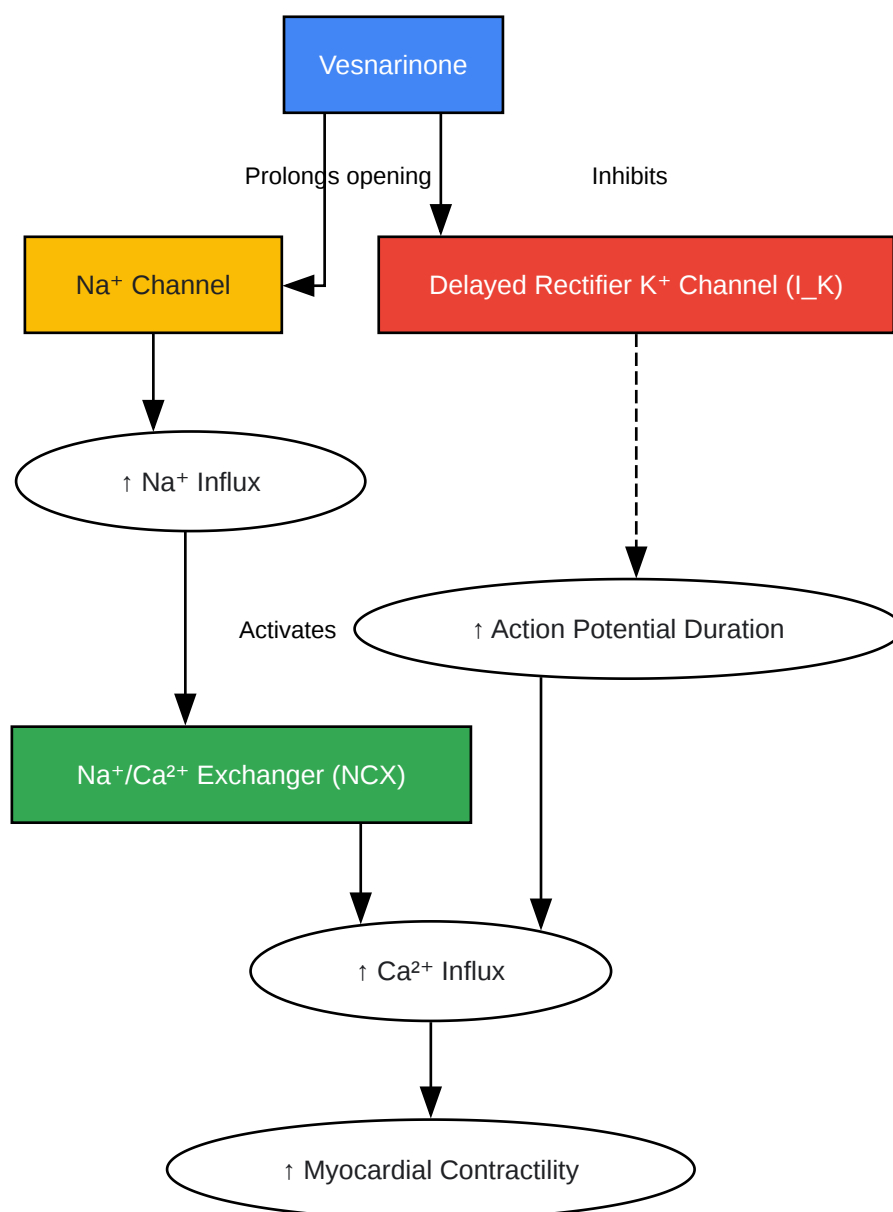 Vesnarinone
Prolongs opening
Inhibits
Na⁺ Channel
Delayed Rectifier K⁺ Channel (I_K)
↑ Na⁺ Influx
Activates
↑ Action Potential Duration
Na⁺/Ca²⁺ Exchanger (NCX)
↑ Ca²⁺ Influx
↑ Myocardial Contractility